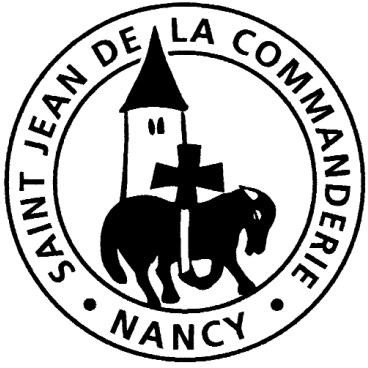 SAINT JEAN DE LA COMMANDERIE
• NANCY •